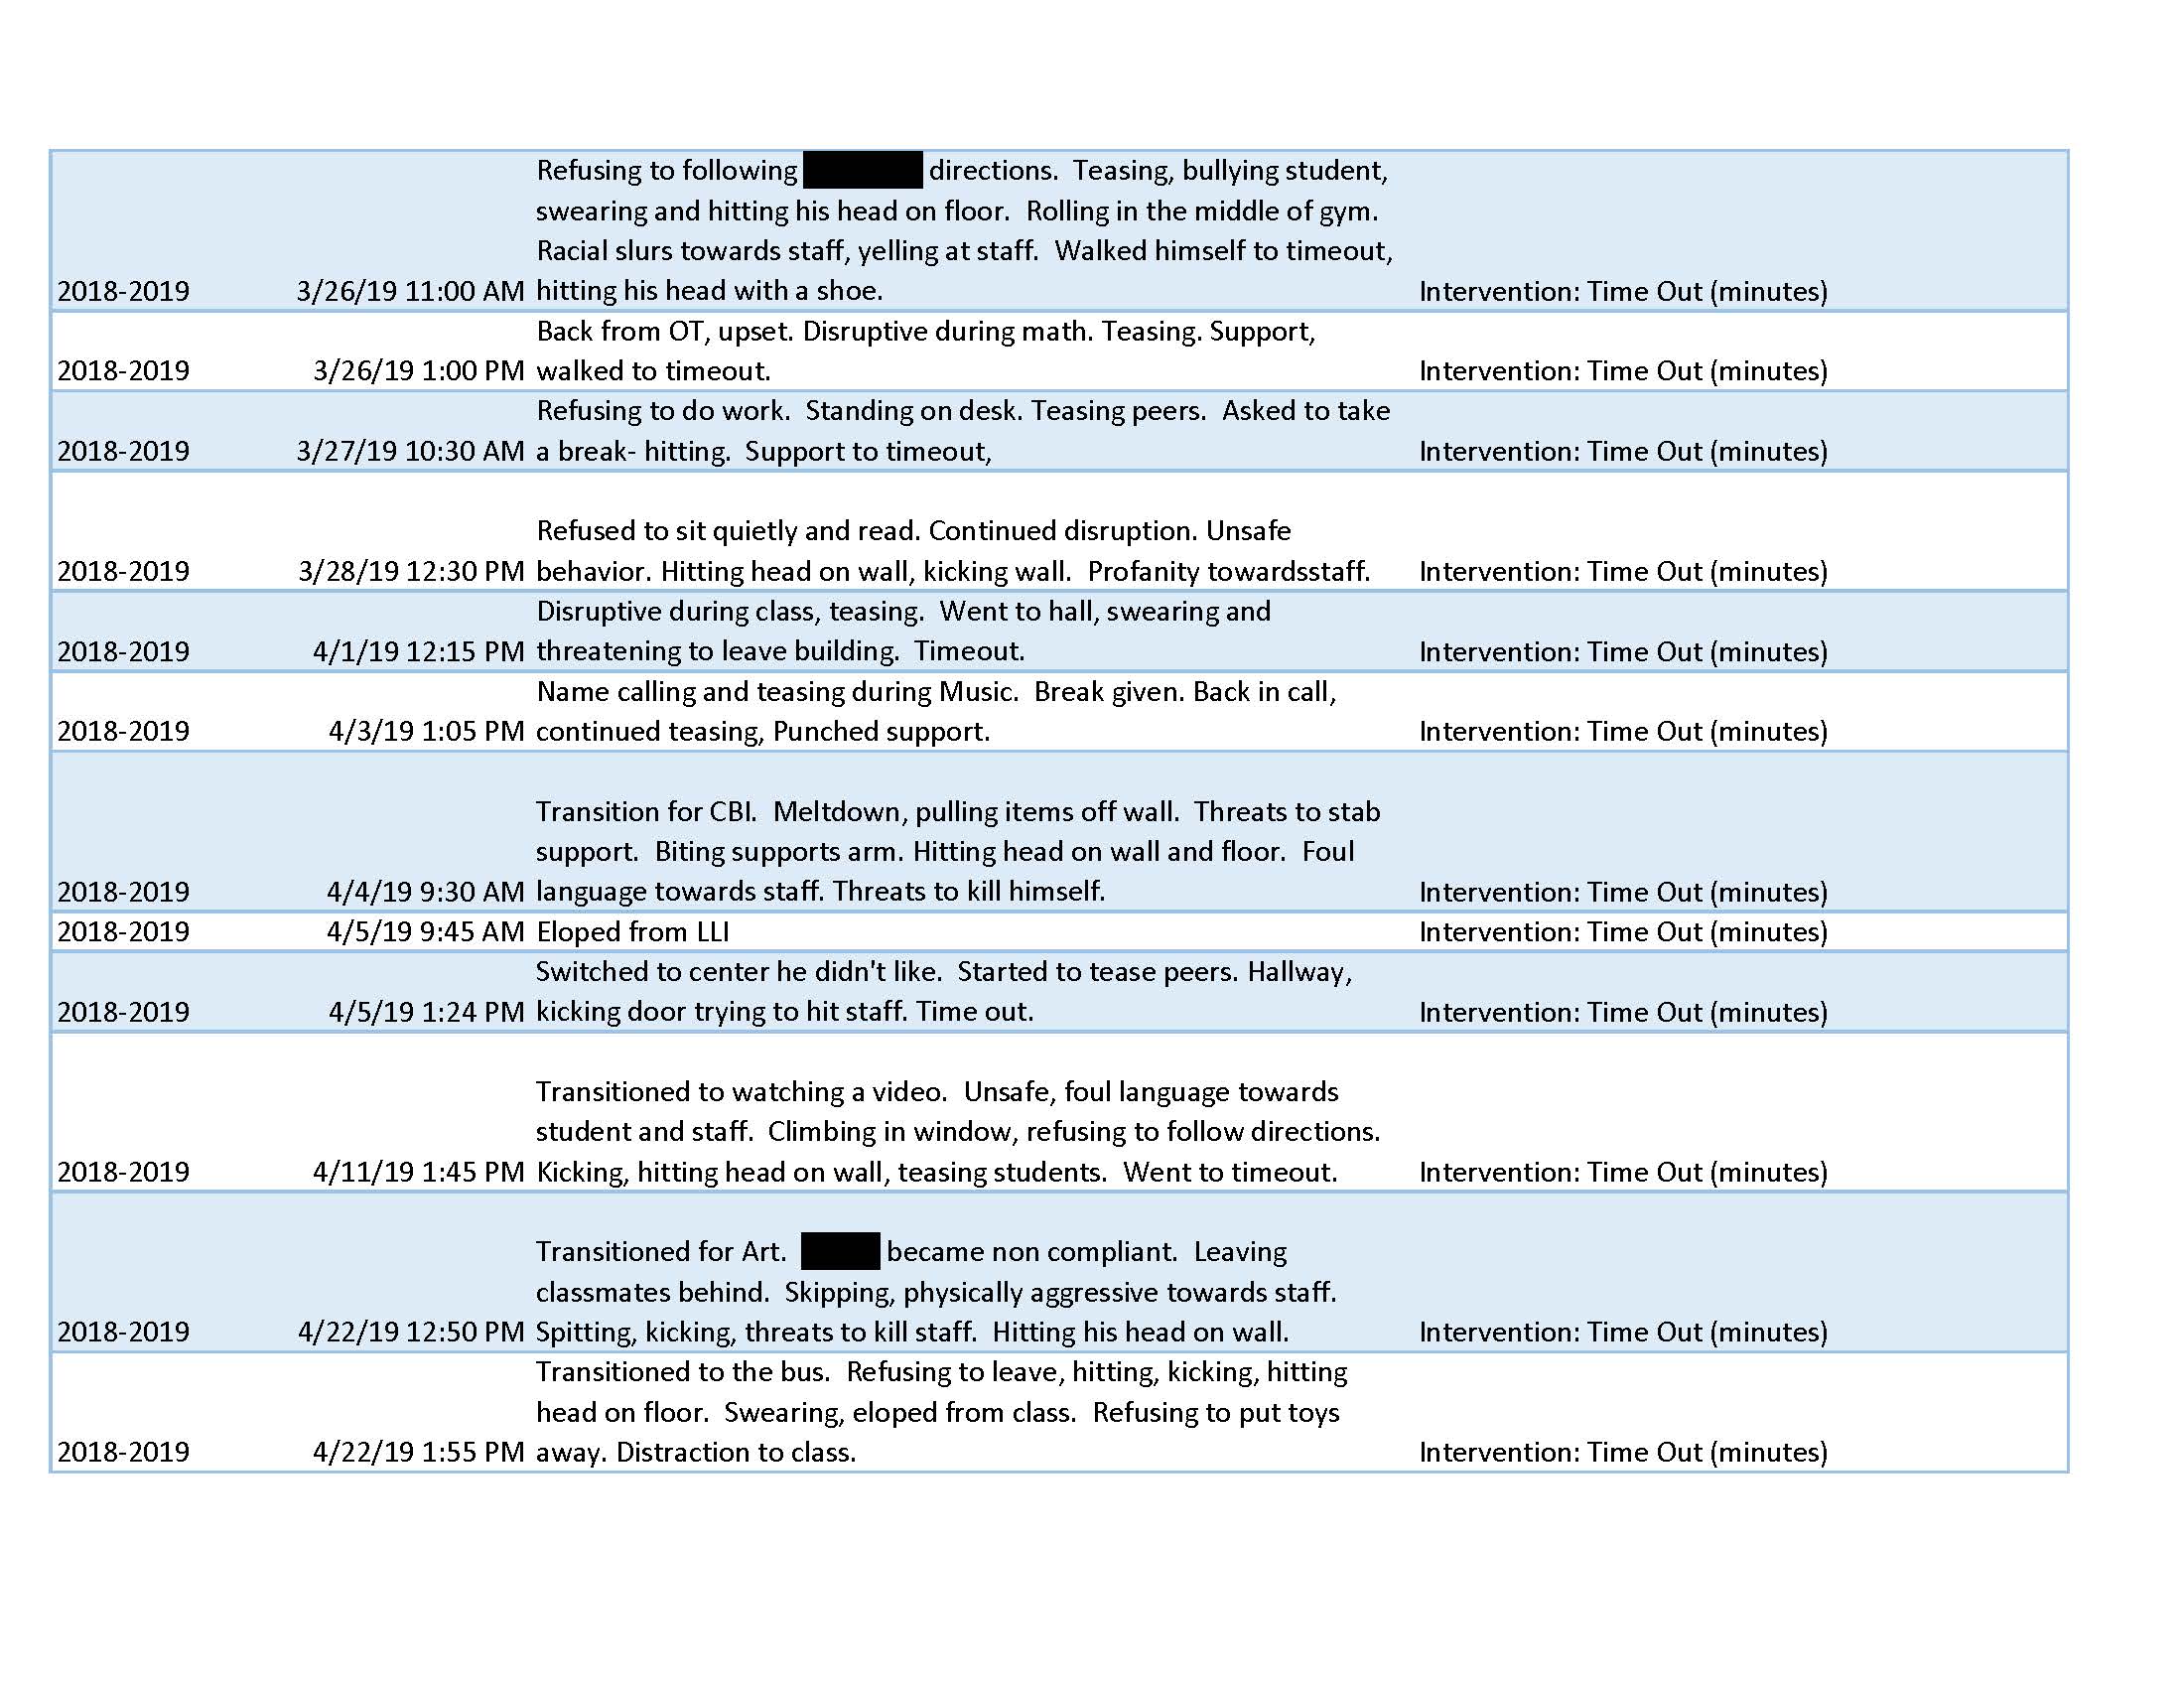 Refusing to following directions.  Teasing, bullying student,
swearing and hitting his head on floor.  Rolling in the middle of gym.
Racial slurs towards staff, yelling at staff.  Walked himself to timeout,
2018-2019 3/26/19 11:00 AM hitting his head with a shoe. Intervention: Time Out (minutes)
Back from OT, upset. Disruptive during math. Teasing. Support,
2018-2019 3/26/19 1:00 PM walked to timeout. Intervention: Time Out (minutes)
Refusing to do work.  Standing on desk. Teasing peers.  Asked to take
2018-2019 3/27/19 10:30 AM a break- hitting.  Support to timeout, Intervention: Time Out (minutes)
Refused to sit quietly and read. Continued disruption. Unsafe
2018-2019 3/28/19 12:30 PM behavior. Hitting head on wall, kicking wall.  Profanity towardsstaff. Intervention: Time Out (minutes)
Disruptive during class, teasing.  Went to hall, swearing and
2018-2019 4/1/19 12:15 PM threatening to leave building.  Timeout. Intervention: Time Out (minutes)
Name calling and teasing during Music.  Break given. Back in call,
2018-2019 4/3/19 1:05 PM continued teasing, Punched support. Intervention: Time Out (minutes)
Transition for CBI.  Meltdown, pulling items off wall.  Threats to stab
support.  Biting supports arm. Hitting head on wall and floor.  Foul
2018-2019 4/4/19 9:30 AM language towards staff. Threats to kill himself. Intervention: Time Out (minutes)
2018-2019 4/5/19 9:45 AM Eloped from LLI Intervention: Time Out (minutes)
Switched to center he didn't like.  Started to tease peers. Hallway,
2018-2019 4/5/19 1:24 PM kicking door trying to hit staff. Time out. Intervention: Time Out (minutes)
Transitioned to watching a video.  Unsafe, foul language towards
student and staff.  Climbing in window, refusing to follow directions.
2018-2019 4/11/19 1:45 PM Kicking, hitting head on wall, teasing students.  Went to timeout. Intervention: Time Out (minutes)
Transitioned for Art. became non compliant.  Leaving
classmates behind.  Skipping, physically aggressive towards staff.
2018-2019 4/22/19 12:50 PM Spitting, kicking, threats to kill staff.  Hitting his head on wall. Intervention: Time Out (minutes)
Transitioned to the bus.  Refusing to leave, hitting, kicking, hitting
head on floor.  Swearing, eloped from class.  Refusing to put toys
2018-2019 4/22/19 1:55 PM away. Distraction to class. Intervention: Time Out (minutes)